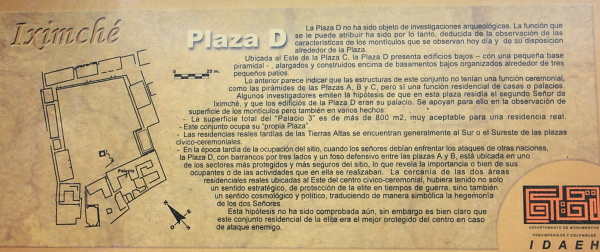 Iximché
Plaza D
La Plaza D no ha sido objeto de investigaciones arqueológicas. La función que
se le puede atribuir ha sido por lo tanto, deducida de la observación de las
características de los montículos que se observan hoy día y de su disposición
alrededor de la Plaza.
Ubicada al Este de la Plaza C, la Plaza D presenta edificios bajos – con una pequeña base
piramidal - , alargados y construidos encima de basamentos bajos organizados alrededor de tres
pequeños patios.
Lo anterior parece indicar que las estructuras de este conjunto no tenían una función ceremonial,
como las pirámides de las Plazas A, B y C, pero sí una función residencial de casas o palacios.
Algunos investigadores emiten la hipótesis de que en esta plaza residía el segundo Señor de
Iximché, y que los edificios de la Plaza D eran su palacio. Se apoyan para ello en la observación de
superficie de los montículos pero también en varios hechos:
- La superficie total del "Palacio 3" es de más de 800 m2, muy aceptable para una residencia real.
- Este conjunto ocupa su "propia Plaza".
- Las residencias reales tardías de las Tierras Altas se encuentran generalmente al Sur o el Sureste de las plazas
cívico-ceremoniales.
- En la época tardía de la ocupación del sitio, cuando los señores debían enfrentar los ataques de otras naciones,
la Plaza D, con barrancos por tres lados y un foso defensivo entre las plazas A y B, está ubicada en uno
de los sectores más protegidos y más seguros del sitio, lo que revela la importancia o bien de sus
ocupantes o de las actividades que en ella se realizaban. La cercanía de las dos áreas
residenciales reales ubicadas al Este del centro cívico-ceremonial, hubiera tenido no solo
un sentido estratégico, de protección de la elite en tiempos de guerra, sino también
un sentido cosmológico y político, traduciendo de manera simbólica la hegemonía
de los dos Señores.
Esta hipótesis no ha sido comprobada aún, sin embargo es bien claro que
este conjunto residencial de la elite era el mejor protegido del centro en caso
de ataque enemigo.
DEPARTAMENTO DE MONUMENTOS
PREHISPANICOS Y COLONIALES
IDAEH